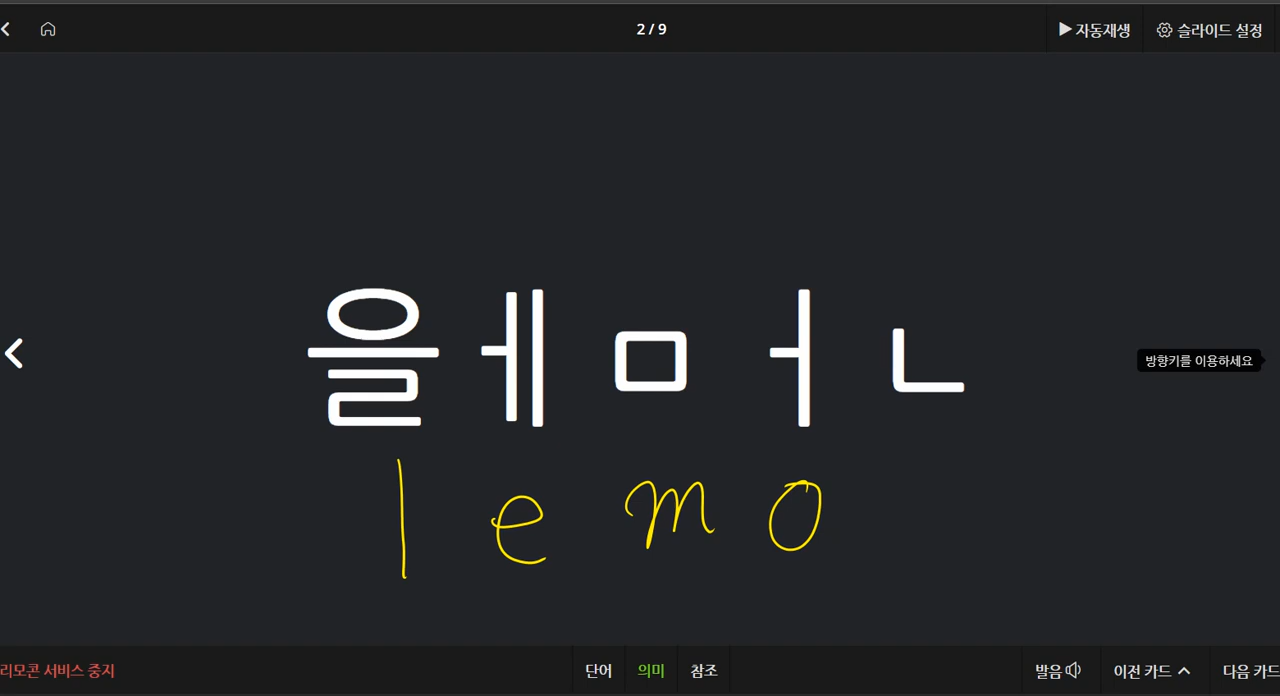 2 / 9
자동재생
슬라이드 설정
을 ㅔ ㅁ ㅓ ㄴ
방향키를 이용하세요
l e m o
리모콘 서비스 중지
단어 의미 참조
발음
이전 카드
다음 카드